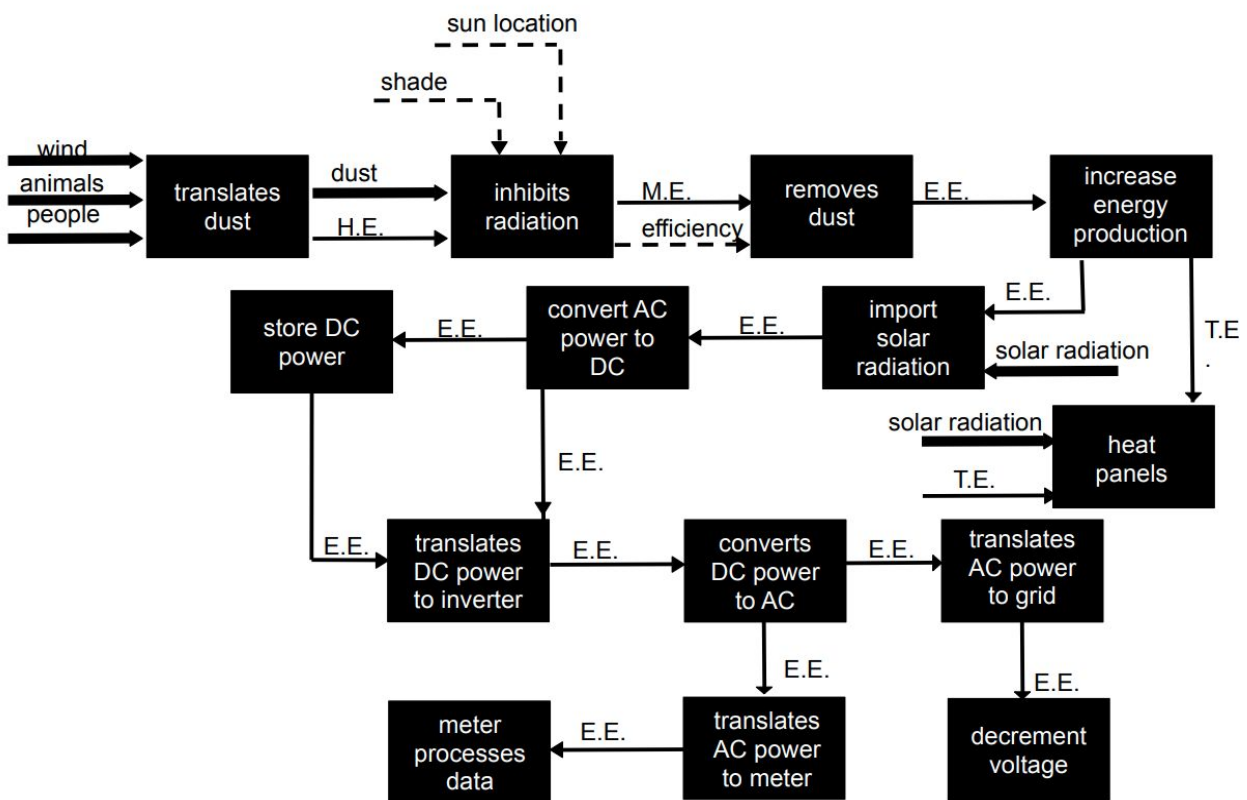 sun location
shade
wind
animals
people
translates
dust
dust
H.E.
inhibits
radiation
M.E.
efficiency
removes
dust
E.E.
increase
energy
production
E.E.
T.E
.
store DC
power
E.E.
convert AC
power to
DC
E.E.
import
solar
radiation
solar radiation
solar radiation
T.E.
heat
panels
E.E.
E.E.
translates
DC power
to inverter
E.E.
converts
DC power
to AC
E.E.
translates
AC power
to grid
E.E.
E.E.
meter
processes
data
E.E.
translates
AC power
to meter
decrement
voltage